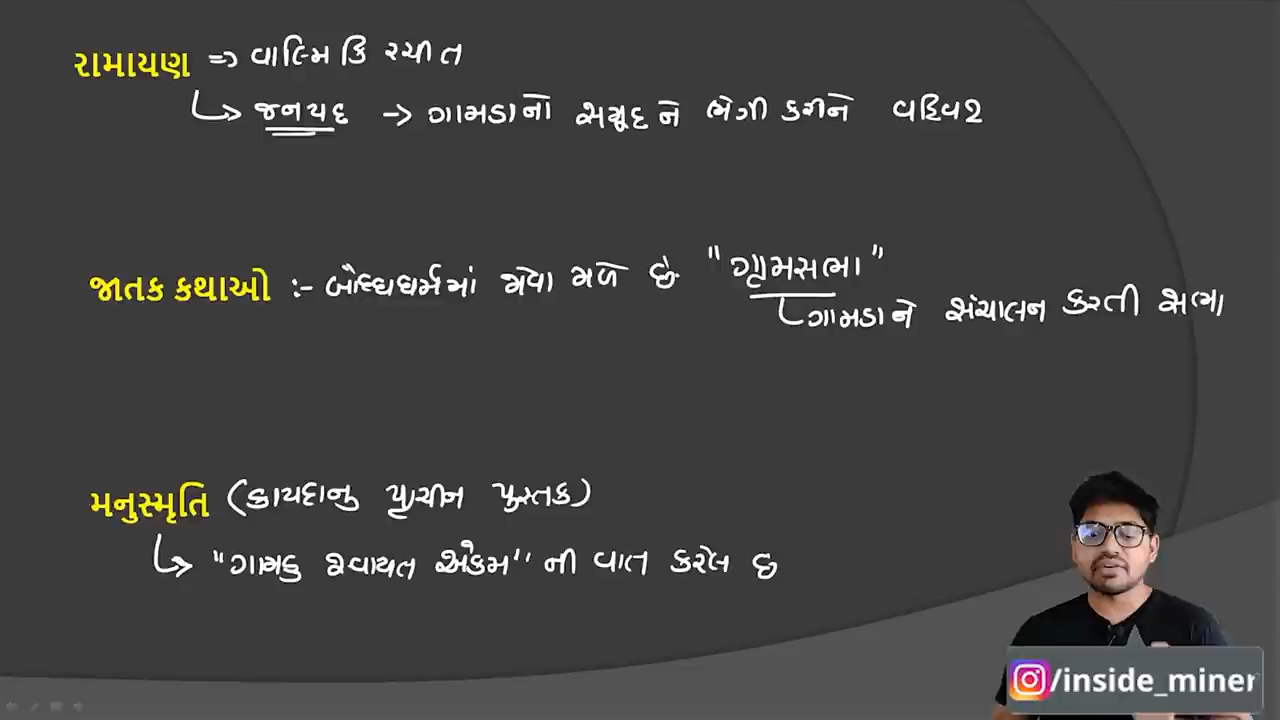 રામાયણ => વાલ્મિકિ રચીત
↳ જનપદ → ગામડાનો સમૂહને ભેગી કરીને વહિવટ
જાતક કથાઓ :- બૌધ્ધધર્મમાં જોવા મળે છે "ગ્રામસભા"
↳ ગામડાને સંચાલન કરતી સભા
મનુસ્મૃતિ (કાયદાનુ પ્રાચીન પુસ્તક)
↳ "ગામડુ સ્વાયત એકમ" ની વાત કરેલ છે
/inside_miner